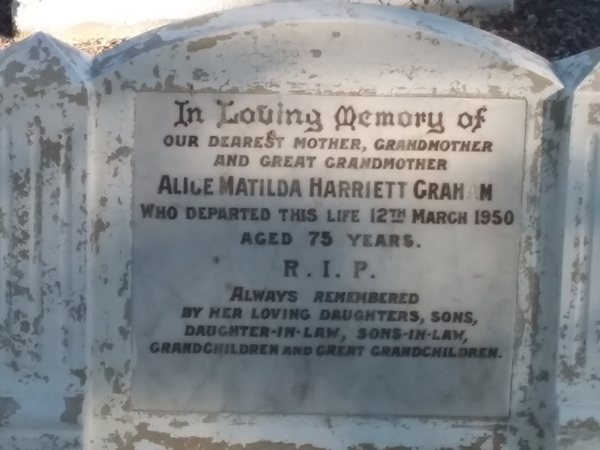 In Loving Memory of
OUR DEAREST MOTHER, GRANDMOTHER
AND GREAT GRANDMOTHER
ALICE MATILDA HARRIETT GRAHAM
WHO DEPARTED THIS LIFE 12TH MARCH 1950
AGED 75 YEARS.
R.I.P.
ALWAYS REMEMBERED
BY HER LOVING DAUGHTERS, SONS,
DAUGHTER-IN-LAW, SONS-IN-LAW,
GRANDCHILDREN AND GREAT GRANDCHILDREN.